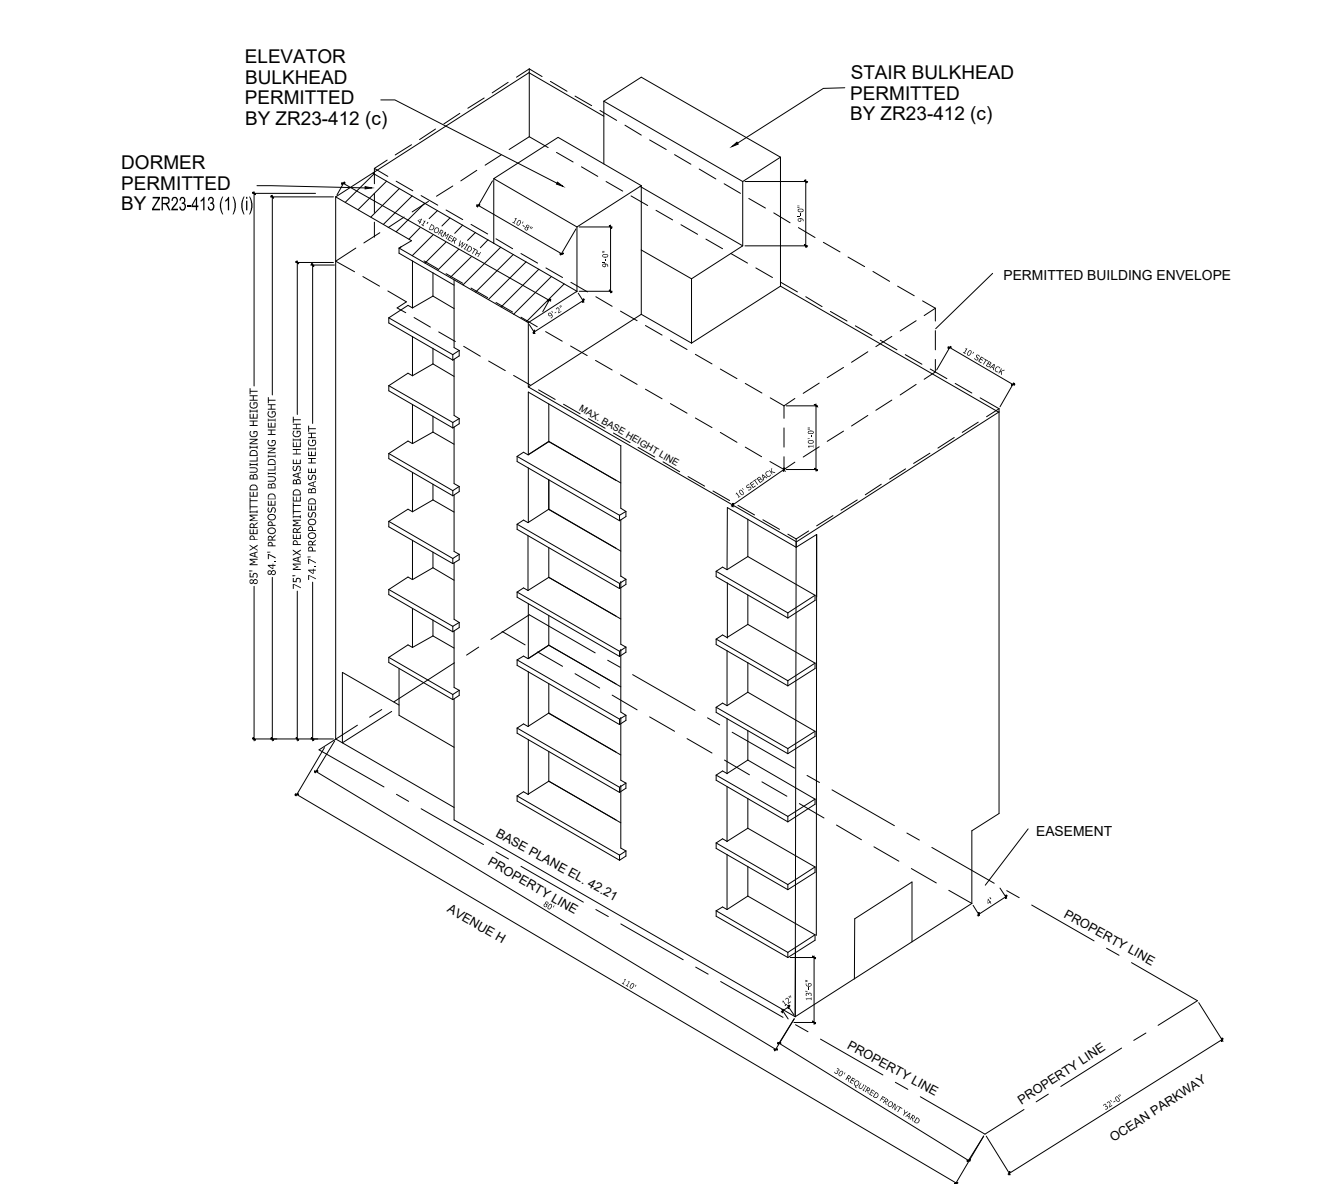 ELEVATOR
BULKHEAD
PERMITTED
BY ZR23-412 (c)
STAIR BULKHEAD
PERMITTED
BY ZR23-412 (c)
DORMER
PERMITTED
BY ZR23-413 (1) (i)
41' DORMER WIDTH
10'-8"
9'-0"
9'-0"
9'-2"
PERMITTED BUILDING ENVELOPE
10' SETBACK
MAX. BASE HEIGHT LINE
10'-0"
10' SETBACK
85' MAX PERMITTED BUILDING HEIGHT
84.7' PROPOSED BUILDING HEIGHT
75' MAX PERMITTED BASE HEIGHT
74.7' PROPOSED BASE HEIGHT
EASEMENT
4'
BASE PLANE EL. 42.21
PROPERTY LINE
80'
AVENUE H
110'
12"
13'-6"
PROPERTY LINE
PROPERTY LINE
30' REQUIRED FRONT YARD
PROPERTY LINE
32'-0"
OCEAN PARKWAY